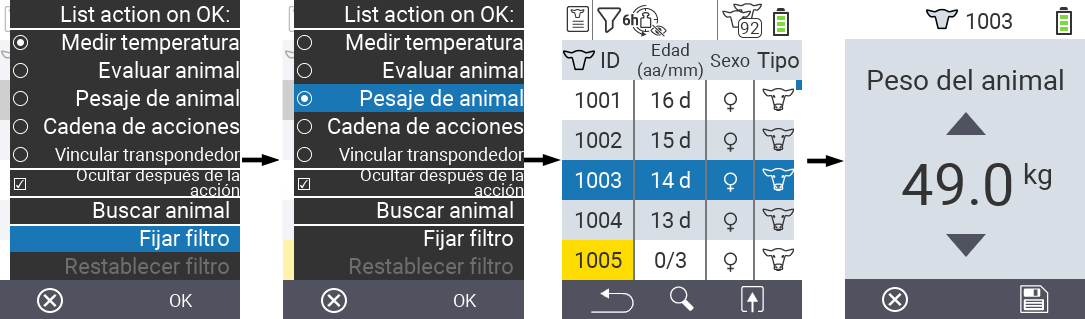 List action on OK:
Medir temperatura
Evaluar animal
Pesaje de animal
Cadena de acciones
Vincular transpondedor
Ocultar después de la
acción
Buscar animal
Fijar filtro
Restablecer filtro
OK
List action on OK:
Medir temperatura
Evaluar animal
Pesaje de animal
Cadena de acciones
Vincular transpondedor
Ocultar después de la
acción
Buscar animal
Fijar filtro
Restablecer filtro
OK
6h 92
ID Edad (aa/mm) Sexo Tipo
1001 16 d ♀
1002 15 d ♀
1003 14 d ♀
1004 13 d ♀
1005 0/3 ♀
1003
Peso del animal
49.0 kg